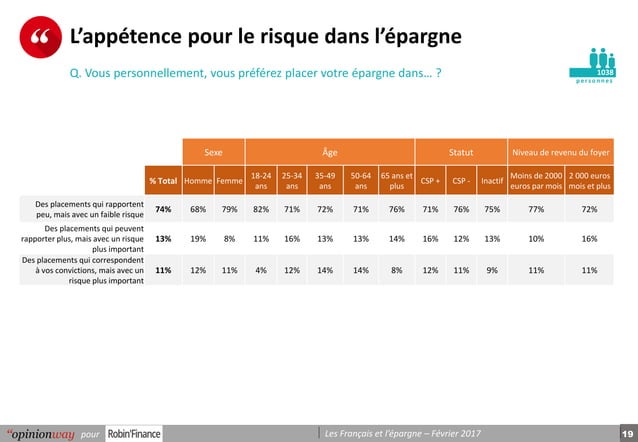 “
L’appétence pour le risque dans l’épargne
Q. Vous personnellement, vous préférez placer votre épargne dans… ?
1038
personnes
Sexe Âge Statut Niveau de revenu du foyer
% Total Homme Femme 18-24 ans 25-34 ans 35-49 ans 50-64 ans 65 ans et plus CSP + CSP - Inactif Moins de 2000 euros par mois 2 000 euros mois et plus
Des placements qui rapportent
peu, mais avec un faible risque 74% 68% 79% 82% 71% 72% 71% 76% 71% 76% 75% 77% 72%
Des placements qui peuvent
rapporter plus, mais avec un risque 13% 19% 8% 11% 16% 13% 13% 14% 16% 12% 13% 10% 16%
plus important
Des placements qui correspondent
à vos convictions, mais avec un 11% 12% 11% 4% 12% 14% 14% 8% 12% 11% 9% 11% 11%
risque plus important
“opinionway pour Robin'Finance Les Français et l’épargne – Février 2017 19